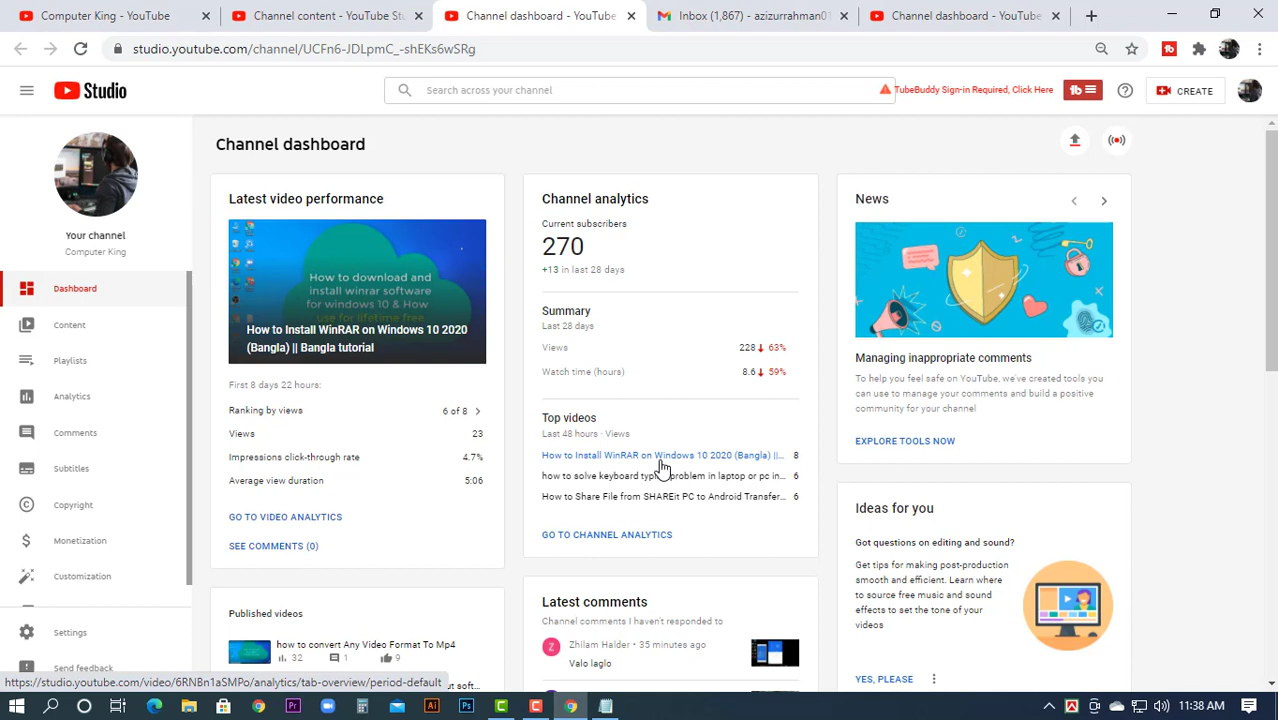 Computer King - YouTube
Channel content - YouTube St
Channel dashboard - YouTube
Inbox (1,867) - azizurrahman01
Channel dashboard - YouTube
studio.youtube.com/channel/UCFn6-JDLpmC_-shEKs6wSRg
Studio
Search across your channel
TubeBuddy Sign-in Required, Click Here
tb
CREATE
Your channel
Computer King
Dashboard
Content
Playlists
Analytics
Comments
Subtitles
Copyright
Monetization
Customization
Settings
Send feedback
Channel dashboard
Latest video performance
How to download and
install winrar software
for windows 10 & How
use for lifetime free
How to Install WinRAR on Windows 10 2020
(Bangla) || Bangla tutorial
First 8 days 22 hours:
Ranking by views 6 of 8
Views 23
Impressions click-through rate 4.7%
Average view duration 5:06
GO TO VIDEO ANALYTICS
SEE COMMENTS (0)
Published videos
how to convert Any Video Format To Mp4
32 1 9
Channel analytics
Current subscribers
270
+13 in last 28 days
Summary
Last 28 days
Views 228 63%
Watch time (hours) 8.6 59%
Top videos
Last 48 hours · Views
How to Install WinRAR on Windows 10 2020 (Bangla) ||... 8
how to solve keyboard typi problem in laptop or pc in... 6
How to Share File from SHAREit PC to Android Transfer... 6
GO TO CHANNEL ANALYTICS
Latest comments
Channel comments I haven't responded to
Z
Zhilam Halder • 35 minutes ago
Valo laglo
News
Managing inappropriate comments
To help you feel safe on YouTube, we've created tools you
can use to manage your comments and build a positive
community for your channel
EXPLORE TOOLS NOW
Ideas for you
Got questions on editing and sound?
Get tips for making post-production
smooth and efficient. Learn where
to source free music and sound
effects to set the tone of your
videos
YES, PLEASE
https://studio.youtube.com/video/6RNBn1aSMPo/analytics/tab-overview/period-default
11:38 AM